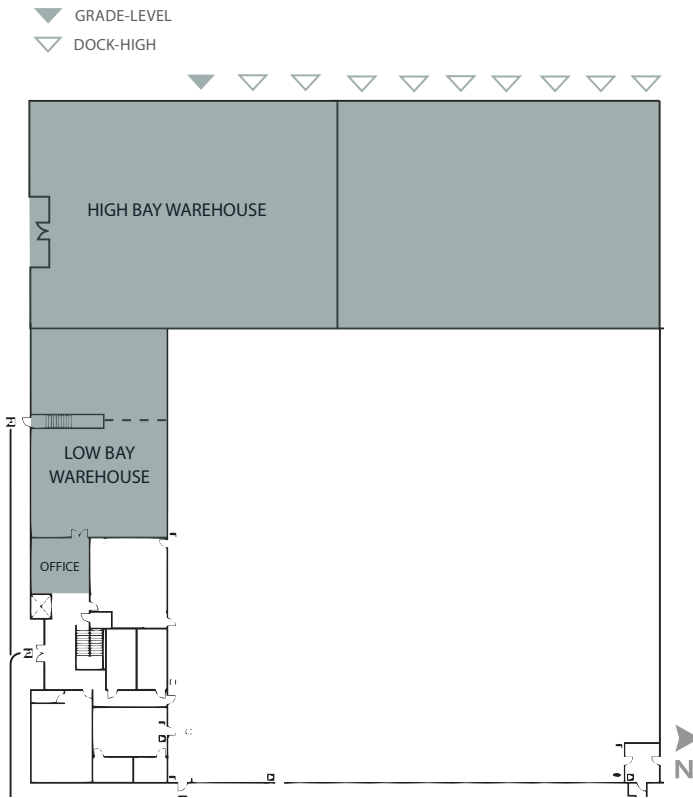 GRADE-LEVEL
DOCK-HIGH
HIGH BAY WAREHOUSE
LOW BAY
WAREHOUSE
OFFICE
N